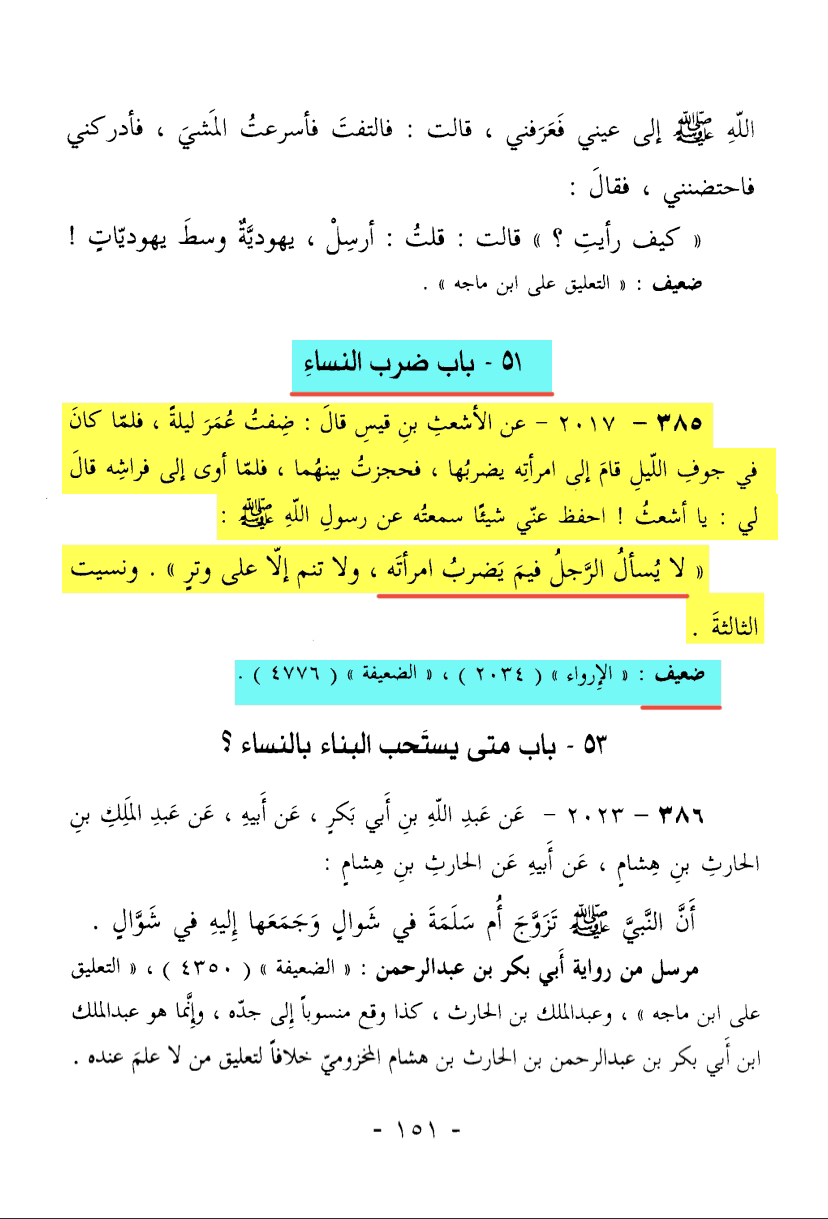 اللّهِ ﷺ إلى عيني فَعَرَفني ، قالت : فالتفتَ فأسرعتُ المَشيَ ، فأدركني
فاحتضنني ، فقالَ :
« كيف رأيتِ ؟ » قالت : قلتُ : أرسِلْ ، يهوديَّةٌ وسطَ يهوديّاتٍ !
ضعيف : « التعليق على ابن ماجه » .
٥١ - باب ضرب النساءِ
٣٨٥ – ٢٠١٧ – عن الأشعثِ بنِ قيسٍ قالَ : ضِفتُ عُمَرَ ليلةً ، فلمّا كانَ
في جوفِ اللّيلِ قامَ إلى امرأتِه يضربُها ، فحجزتُ بينهُما ، فلمّا أوى إلى فراشِه قالَ
لي : يا أشعثُ ! احفظ عنّي شيئًا سمعتُه عن رسولِ اللّهِ ﷺ :
« لا يُسألُ الرَّجلُ فيمَ يَضربُ امرأتَه ، ولا تنم إلّا على وترٍ » . ونسيت
الثالثةَ .
ضعيف : « الإرواء » ( ٢٠٣٤ ) ، « الضعيفة » ( ٤٧٧٦ ) .
٥٣ - باب متى يستَحب البناء بالنساء ؟
٣٨٦ – ٢٠٢٣ – عَن عَبدِ اللّهِ بنِ أَبي بَكرٍ ، عَن أَبيهِ ، عَن عَبدِ المَلِكِ بنِ
الحارثِ بنِ هِشامٍ ، عَن أَبيهِ عَن الحارثِ بنِ هِشامٍ :
أَنَّ النَّبيَّ ﷺ تَزَوَّجَ أُم سَلَمَةَ في شَوالٍ وَجَمَعَها إِليهِ في شَوَّالٍ .
مرسل من رواية أَبي بكر بن عبدالرحمن : « الضعيفة » ( ٤٣٥٠ ) ، « التعليق
على ابن ماجه » ، وعبدالملك بن الحارث ، كذا وقع منسوباً إِلى جدّه ، وإِنَّما هو عبدالملك
ابن أَبي بكر بن عبدالرحمن بن الحارث بن هشام المخزوميّ خلافاً لتعليق من لا علمَ عنده .
- ١٥١ -